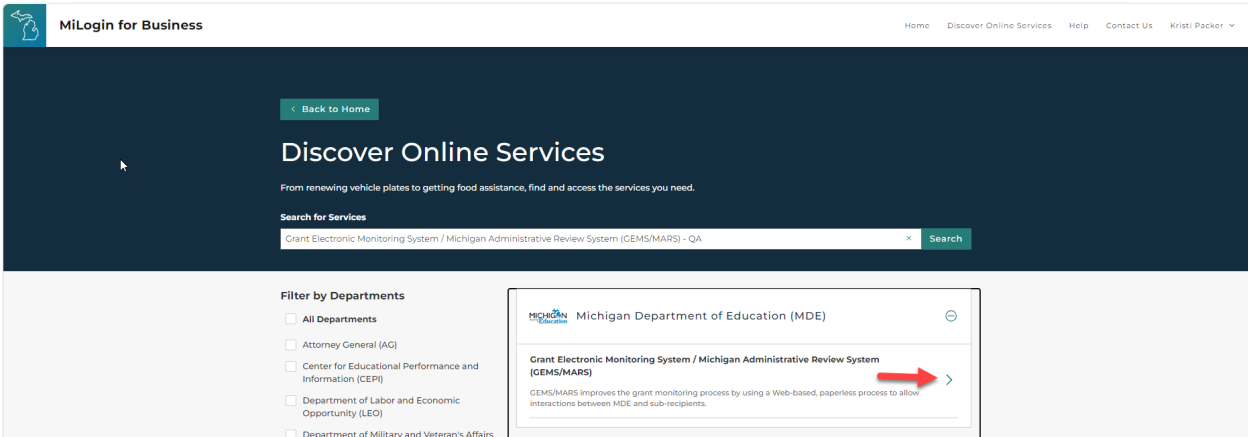 MiLogin for Business
Home Discover Online Services Help Contact Us Kristi Packer
Back to Home
Discover Online Services
From renewing vehicle plates to getting food assistance, find and access the services you need.
Search for Services
Grant Electronic Monitoring System / Michigan Administrative Review System (GEMS/MARS) - QA × Search
Filter by Departments
All Departments
Attorney General (AG)
Center for Educational Performance and
Information (CEPI)
Department of Labor and Economic
Opportunity (LEO)
Department of Military and Veteran's Affairs
MICHIGAN
Education
Michigan Department of Education (MDE)
Grant Electronic Monitoring System / Michigan Administrative Review System
(GEMS/MARS)
GEMS/MARS improves the grant monitoring process by using a Web-based, paperless process to allow
interactions between MDE and sub-recipients.